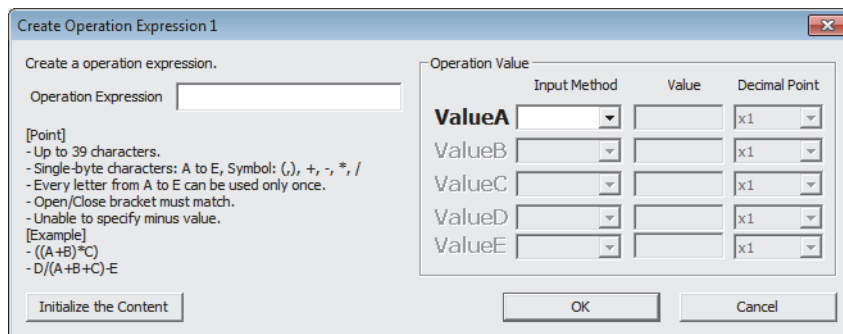 Create Operation Expression 1
Create a operation expression.
Operation Expression
[Point]
- Up to 39 characters.
- Single-byte characters: A to E, Symbol: (,), +, -, *, /
- Every letter from A to E can be used only once.
- Open/Close bracket must match.
- Unable to specify minus value.
[Example]
- ((A+B)*C)
- D/(A+B+C)-E
Initialize the Content
Operation Value
Input Method Value Decimal Point
ValueA x1
ValueB x1
ValueC x1
ValueD x1
ValueE x1
OK Cancel